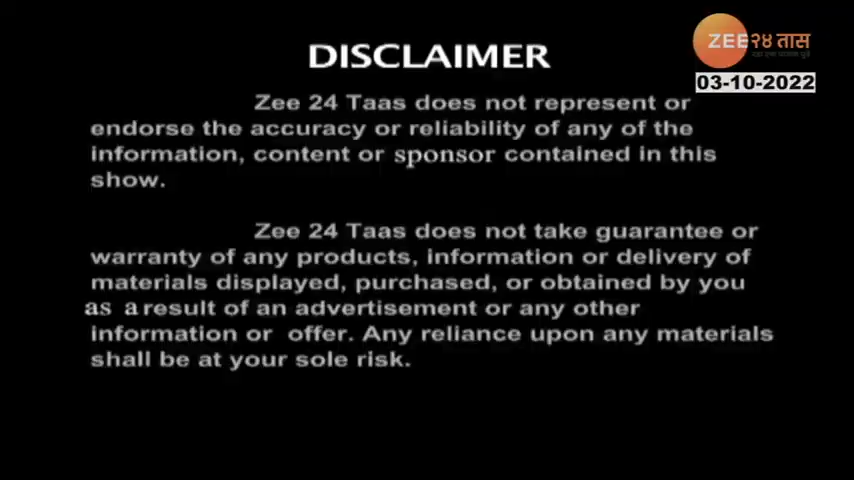 ZEE २४ तास
03-10-2022
DISCLAIMER
Zee 24 Taas does not represent or
endorse the accuracy or reliability of any of the
information, content or sponsor contained in this
show.
Zee 24 Taas does not take guarantee or
warranty of any products, information or delivery of
materials displayed, purchased, or obtained by you
as a result of an advertisement or any other
information or offer. Any reliance upon any materials
shall be at your sole risk.